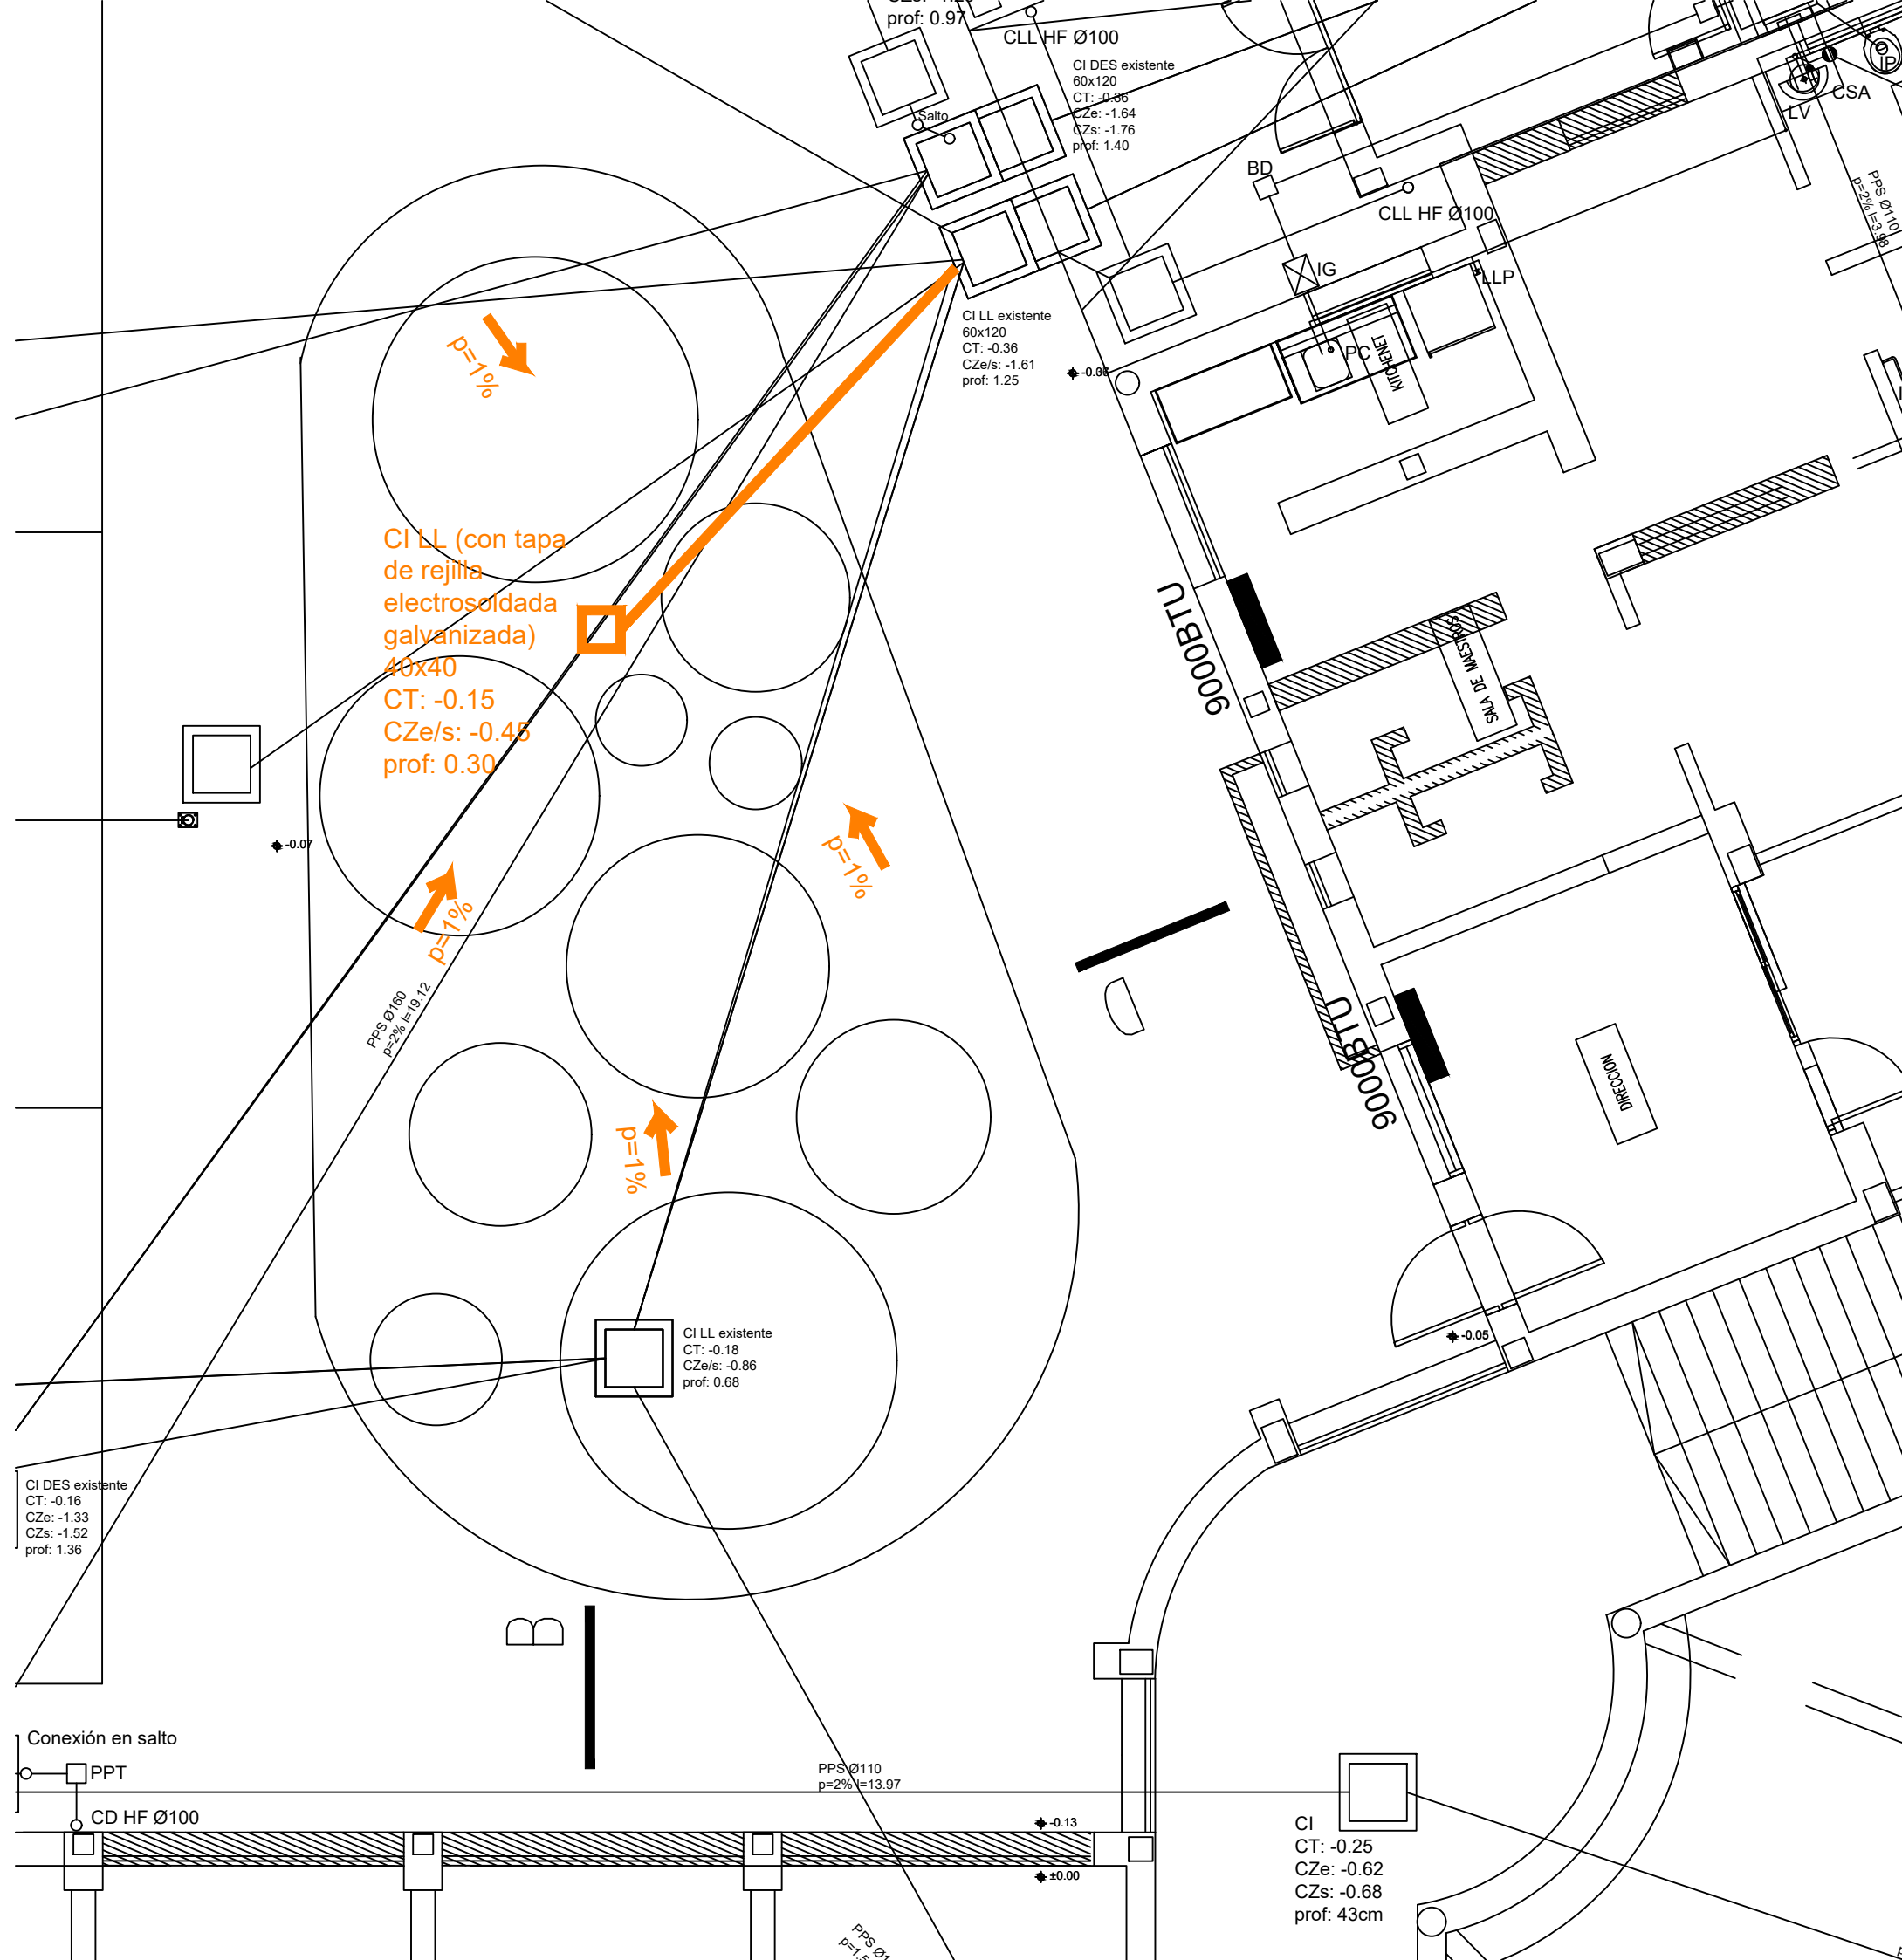 prof: 0.97
CLL HF Ø100
CI DES existente
60x120
CT: -0.36
CZe: -1.64
CZs: -1.76
prof: 1.40
Salto
IP
CSA
LV
BD
CLL HF Ø100
PPS Ø110
p=2% l=3.98
IG
LLP
PC
KITCHENET
CI LL existente
60x120
CT: -0.36
CZe/s: -1.61
prof: 1.25
p=1%
CI LL (con tapa
de rejilla
electrosoldada
galvanizada)
40x40
CT: -0.15
CZe/s: -0.45
prof: 0.30
9000BTU
SALA DE MAESTROS
-0.07
p=1%
p=1%
PPS Ø160
p=2% l=19.12
D
9000BTU
DIRECCION
p=1%
CI LL existente
CT: -0.18
CZe/s: -0.86
prof: 0.68
-0.05
CI DES existente
CT: -0.16
CZe: -1.33
CZs: -1.52
prof: 1.36
B
Conexión en salto
PPT
CD HF Ø100
PPS Ø110
p=2% l=13.97
-0.13
±0.00
CI
CT: -0.25
CZe: -0.62
CZs: -0.68
prof: 43cm